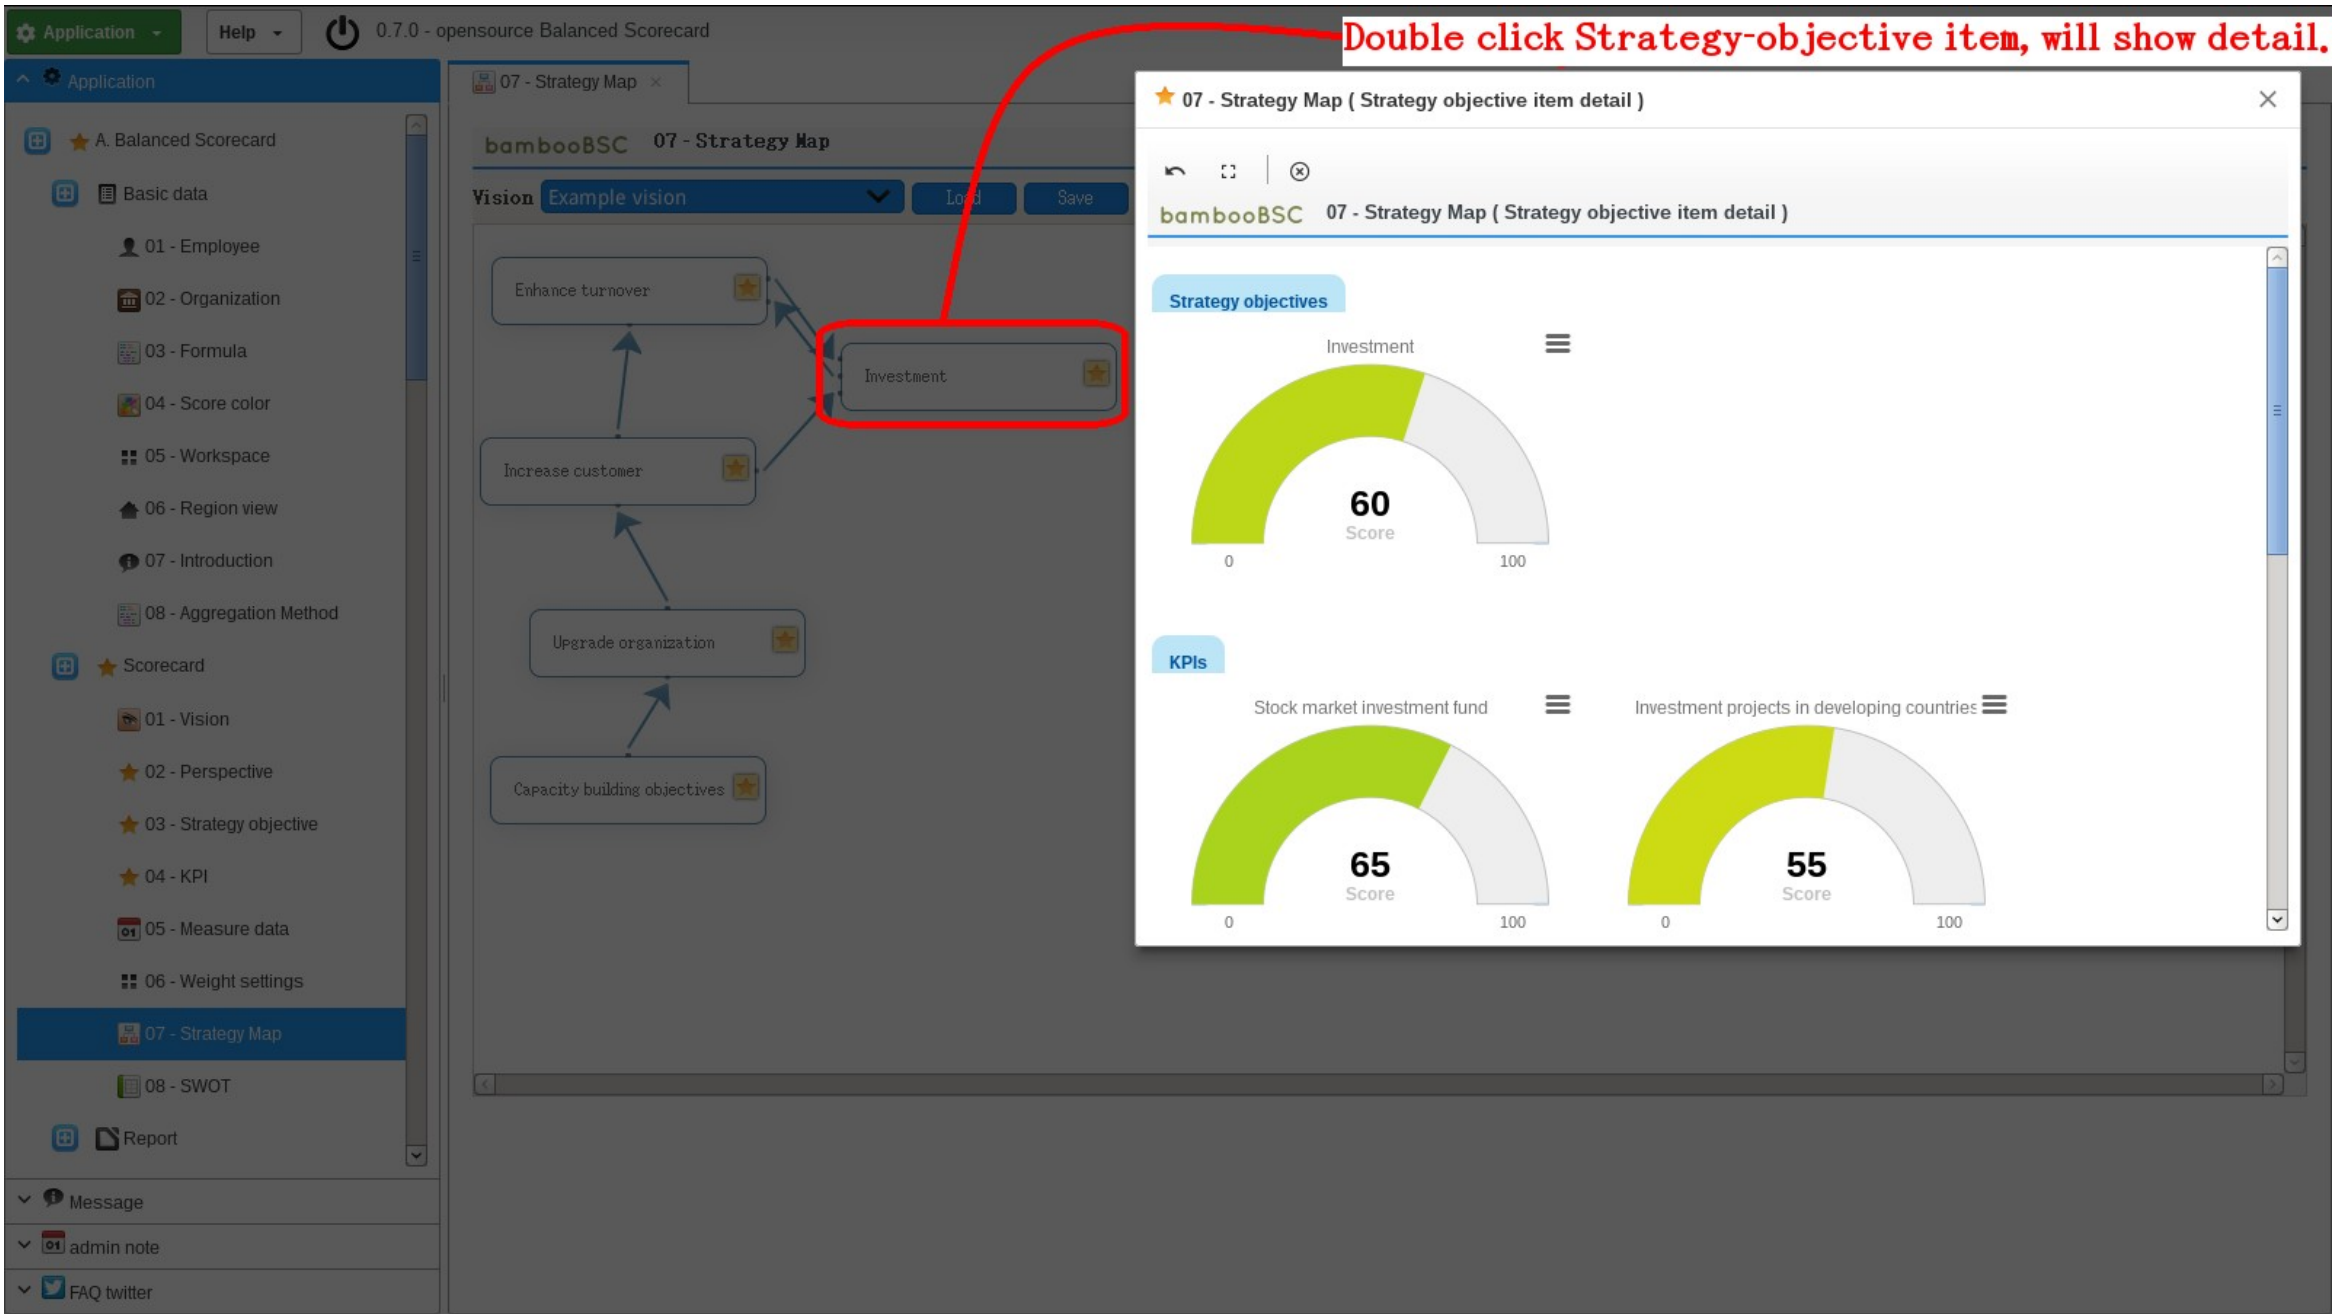 Application
Help
0.7.0 - opensource Balanced Scorecard
Double click Strategy-objective item, will show detail.
Application
A. Balanced Scorecard
Basic data
01 - Employee
02 - Organization
03 - Formula
04 - Score color
05 - Workspace
06 - Region view
07 - Introduction
08 - Aggregation Method
Scorecard
01 - Vision
02 - Perspective
03 - Strategy objective
04 - KPI
05 - Measure data
06 - Weight settings
07 - Strategy Map
08 - SWOT
Report
Message
admin note
FAQ twitter
07 - Strategy Map
bambooBSC 07 - Strategy Map
Vision Example vision Load Save
Enhance turnover
Investment
Increase customer
Upgrade organization
Capacity building objectives
07 - Strategy Map ( Strategy objective item detail )
bambooBSC 07 - Strategy Map ( Strategy objective item detail )
Strategy objectives
Investment
60
Score
0 100
KPIs
Stock market investment fund
65
Score
0 100
Investment projects in developing countries
55
Score
0 100